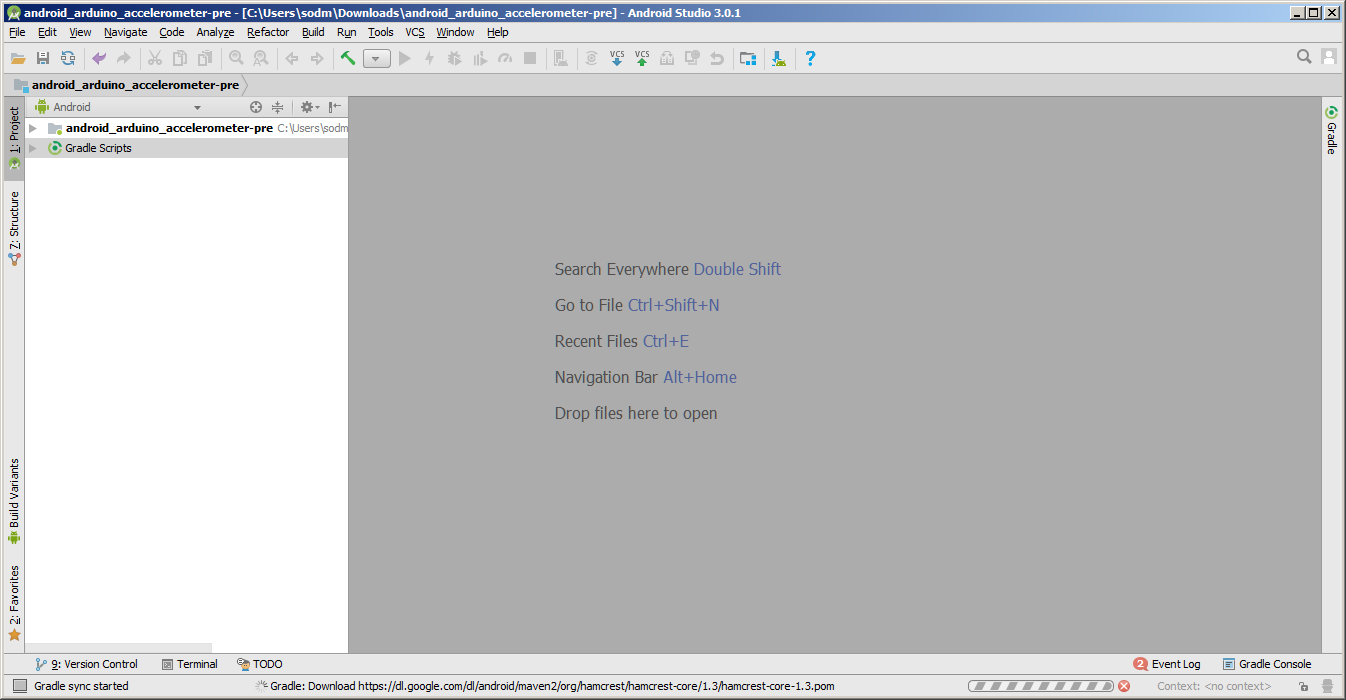 android_arduino_accelerometer-pre - [C:\Users\sodm\Downloads\android_arduino_accelerometer-pre] - Android Studio 3.0.1
File Edit View Navigate Code Analyze Refactor Build Run Tools VCS Window Help
VCS VCS ?
android_arduino_accelerometer-pre
Android
android_arduino_accelerometer-pre C:\Users\sodm
Gradle Scripts
1: Project
7: Structure
Build Variants
2: Favorites
Search Everywhere Double Shift
Go to File Ctrl+Shift+N
Recent Files Ctrl+E
Navigation Bar Alt+Home
Drop files here to open
Gradle
9: Version Control Terminal TODO 2 Event Log Gradle Console
Gradle sync started Gradle: Download https://dl.google.com/dl/android/maven2/org/hamcrest/hamcrest-core/1.3/hamcrest-core-1.3.pom Context: <no context>